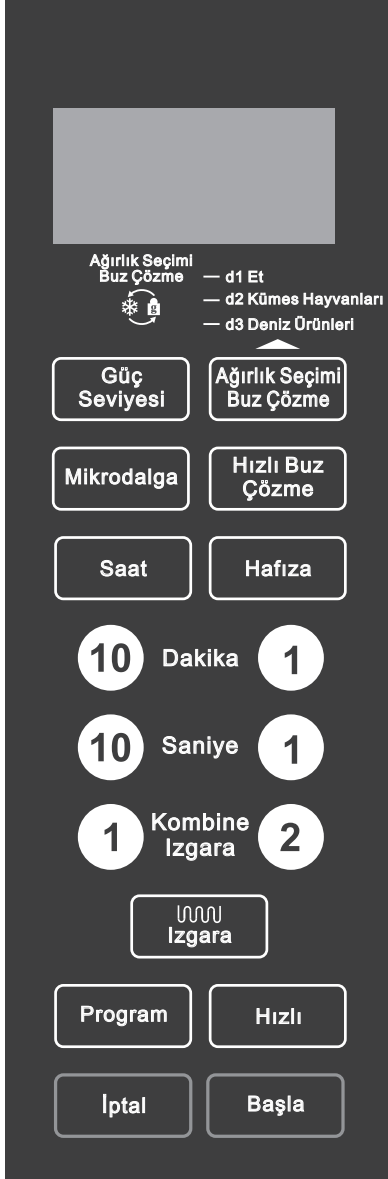 Ağırlık Seçimi
Buz Çözme
g
— d1 Et
— d2 Kümes Hayvanları
— d3 Deniz Ürünleri
Güç
Seviyesi
Ağırlık Seçimi
Buz Çözme
Mikrodalga
Hızlı Buz
Çözme
Saat
Hafıza
10 Dakika 1
10 Saniye 1
1 Kombine
Izgara 2
Izgara
Program
Hızlı
İptal
Başla